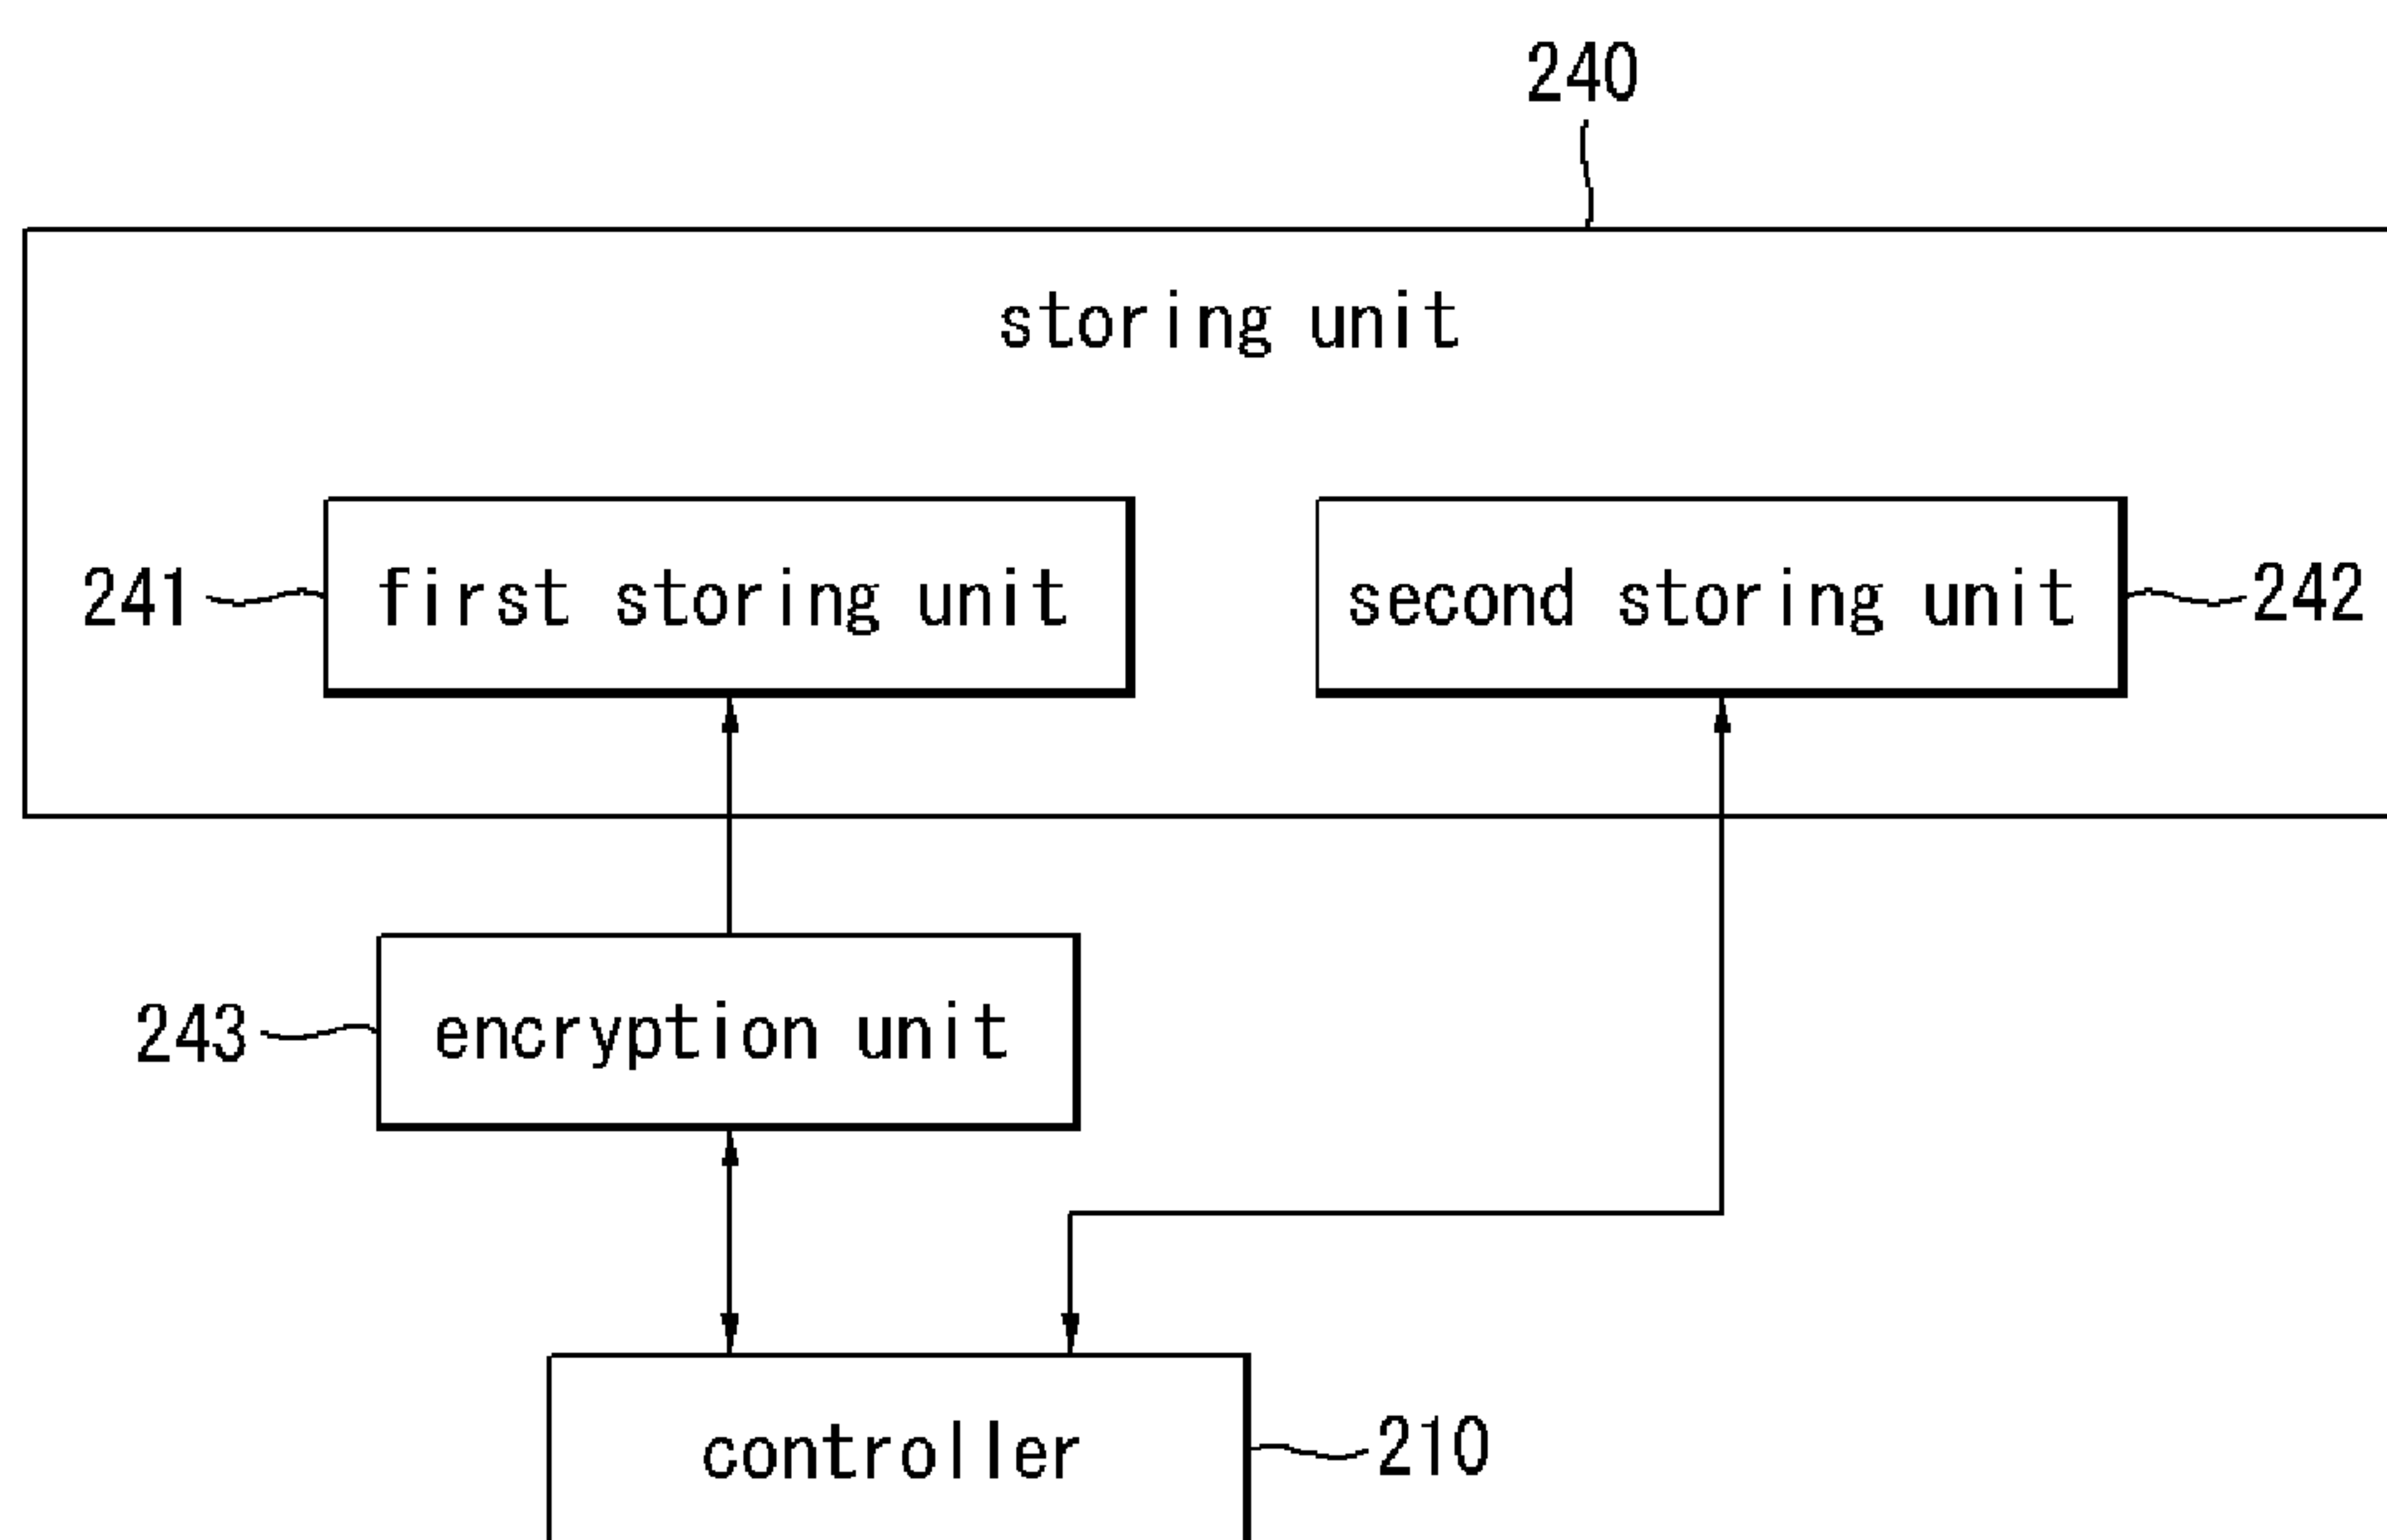 240
storing unit
241 first storing unit second storing unit 242
243 encryption unit
controller 210